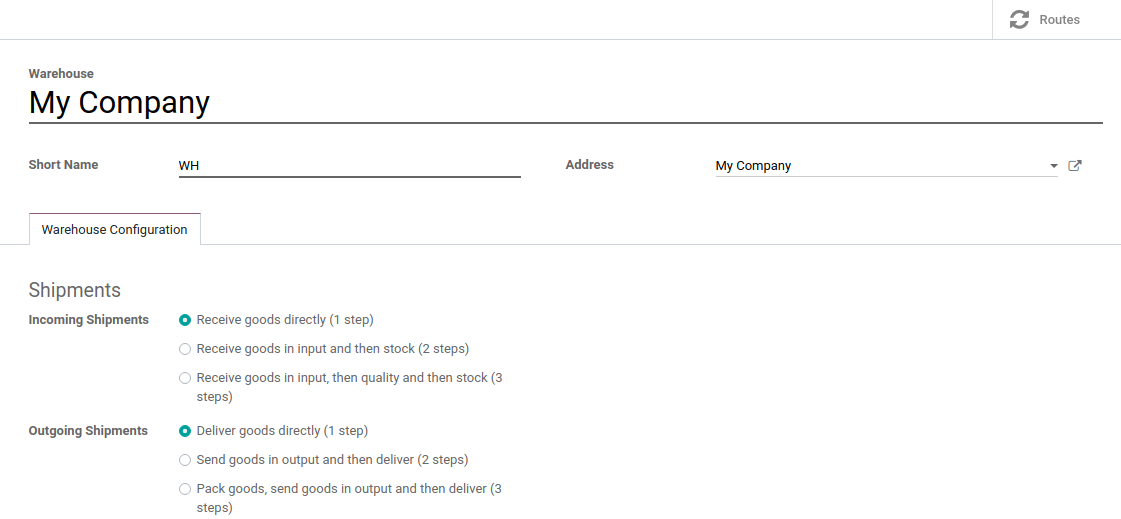 Routes
Warehouse
My Company
Short Name WH Address My Company
Warehouse Configuration
Shipments
Incoming Shipments Receive goods directly (1 step)
Receive goods in input and then stock (2 steps)
Receive goods in input, then quality and then stock (3
steps)
Outgoing Shipments Deliver goods directly (1 step)
Send goods in output and then deliver (2 steps)
Pack goods, send goods in output and then deliver (3
steps)